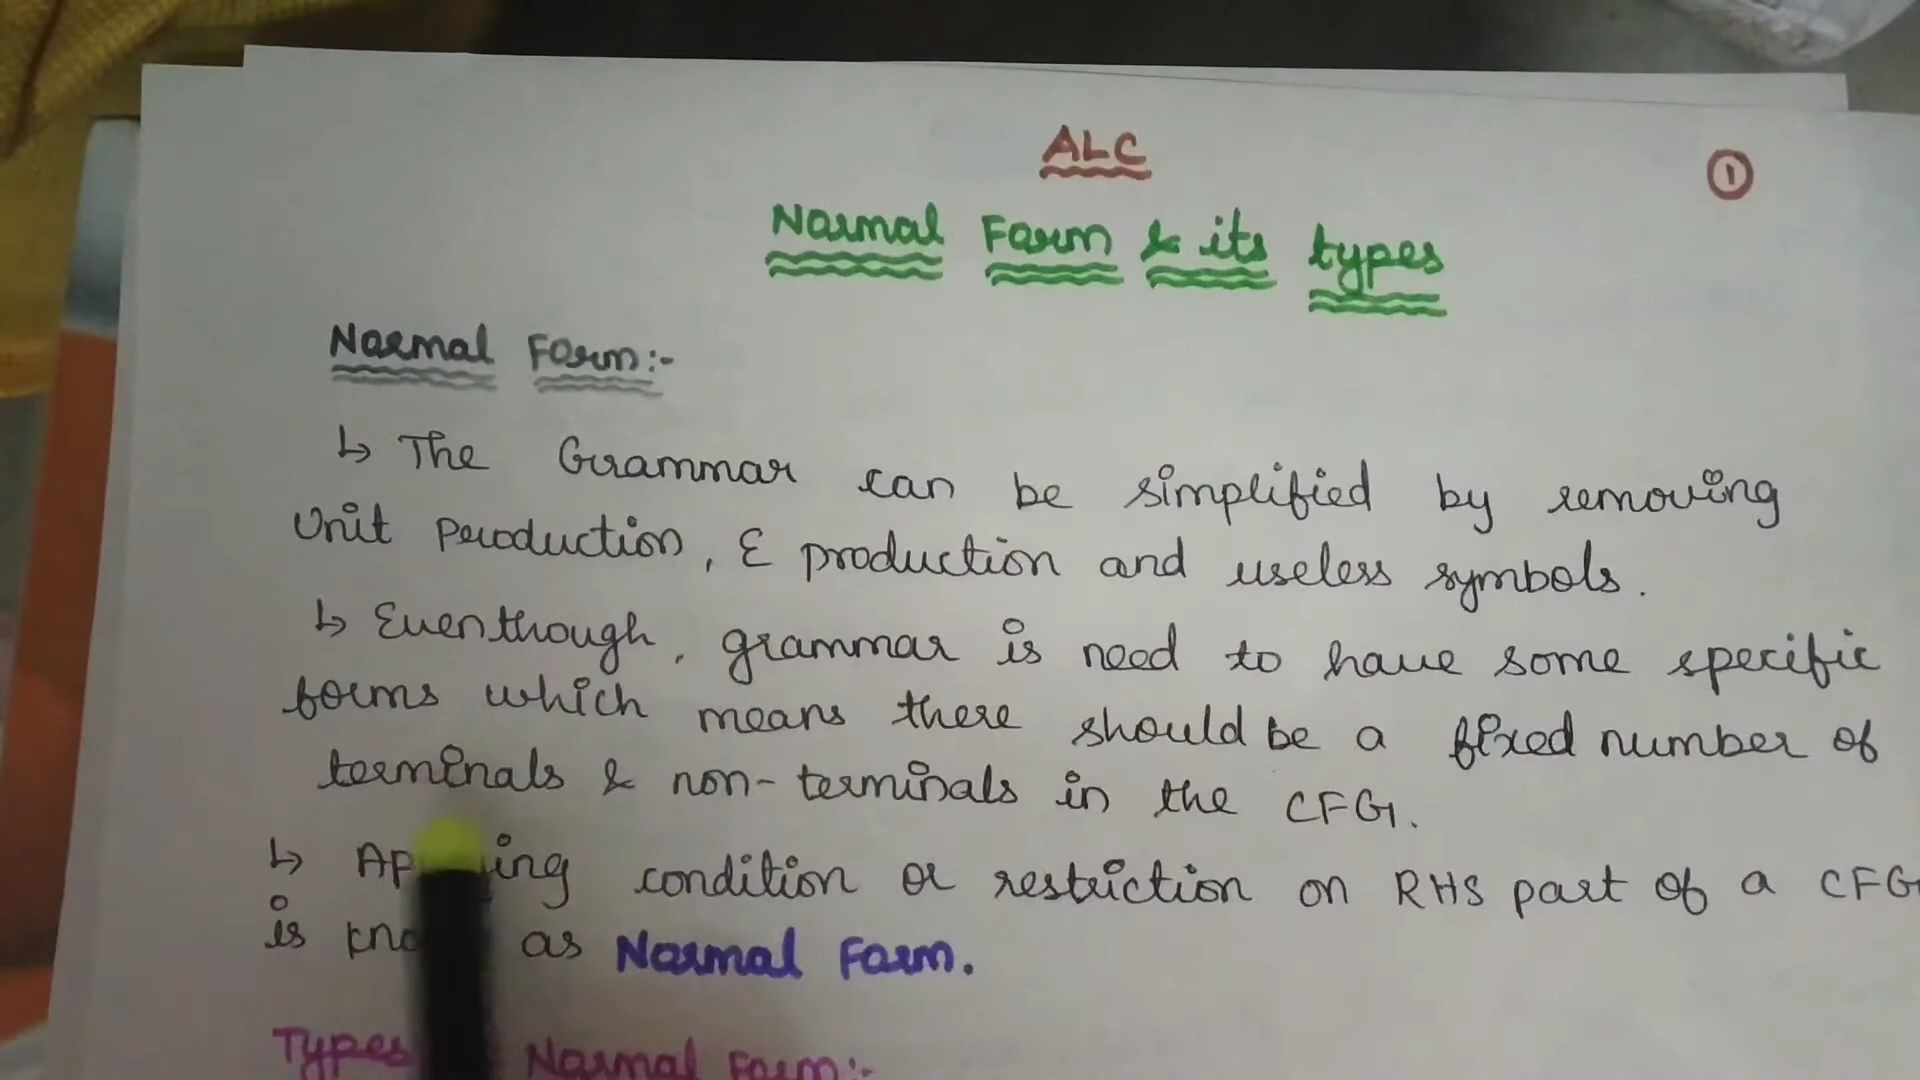 ALC
1
Normal Form & its types
Normal Form:-
↳ The Grammar can be simplified by removing
Unit Production, ε production and useless symbols.
↳ Eventhough, grammar is need to have some specific
forms which means there should be a fixed number of
terminals & non-terminals in the CFG.
↳ condition or restriction on RHS part of a CFG
is as Normal Form.
Types Normal Form:-